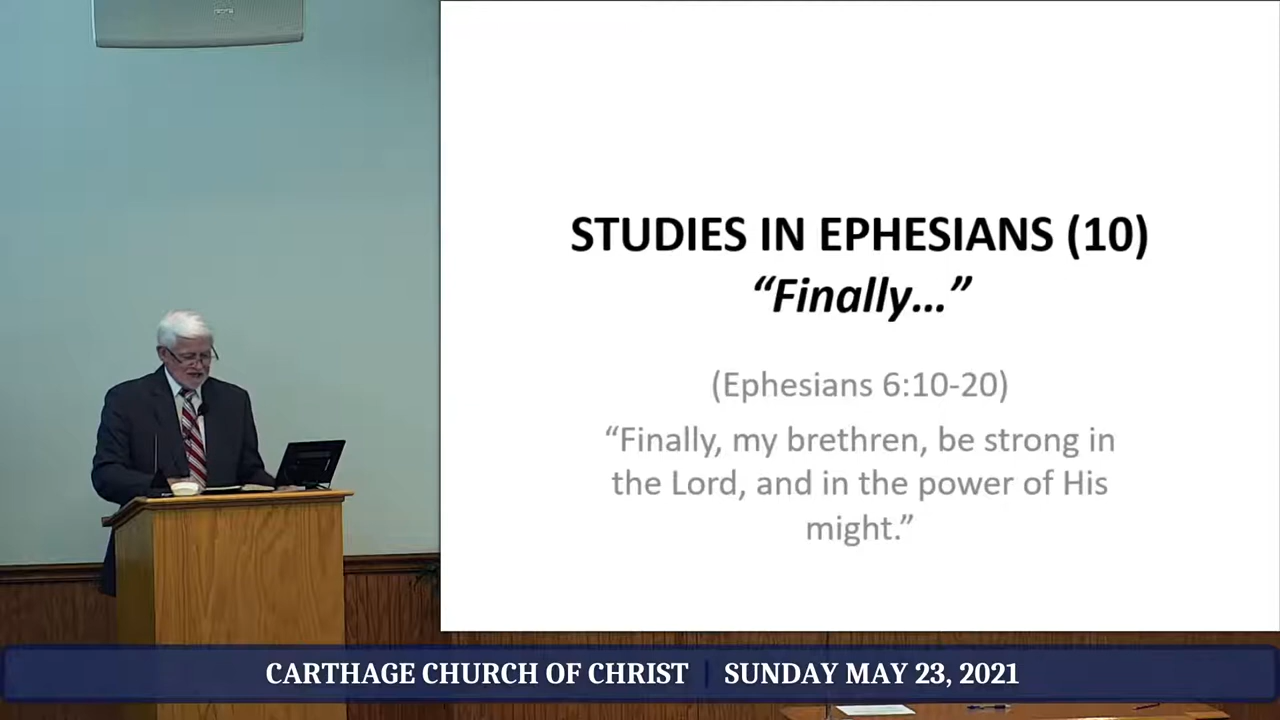 STUDIES IN EPHESIANS (10)
“Finally…”
(Ephesians 6:10-20)
“Finally, my brethren, be strong in
the Lord, and in the power of His
might.”
CARTHAGE CHURCH OF CHRIST | SUNDAY MAY 23, 2021